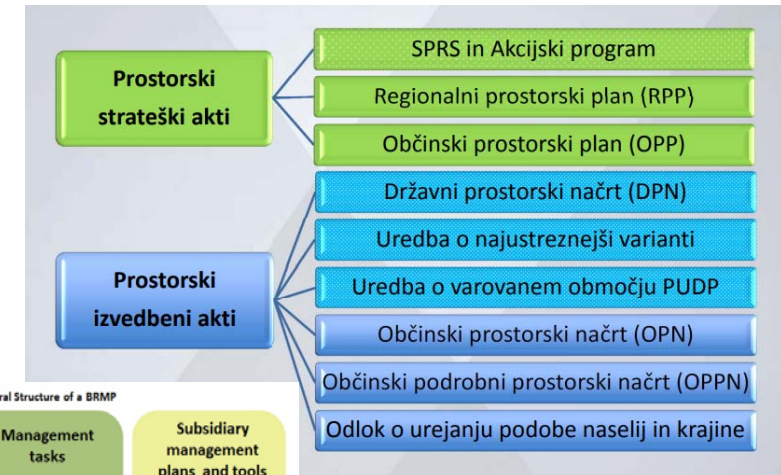 Prostorski
strateški akti
SPRS in Akcijski program
Regionalni prostorski plan (RPP)
Občinski prostorski plan (OPP)
Prostorski
izvedbeni akti
Državni prostorski načrt (DPN)
Uredba o najustreznejši varianti
Uredba o varovanem območju PUDP
Občinski prostorski načrt (OPN)
Občinski podrobni prostorski načrt (OPPN)
Odlok o urejanju podobe naselij in krajine
Structure of a BRMP
Management
tasks
Subsidiary
management
plans and tools